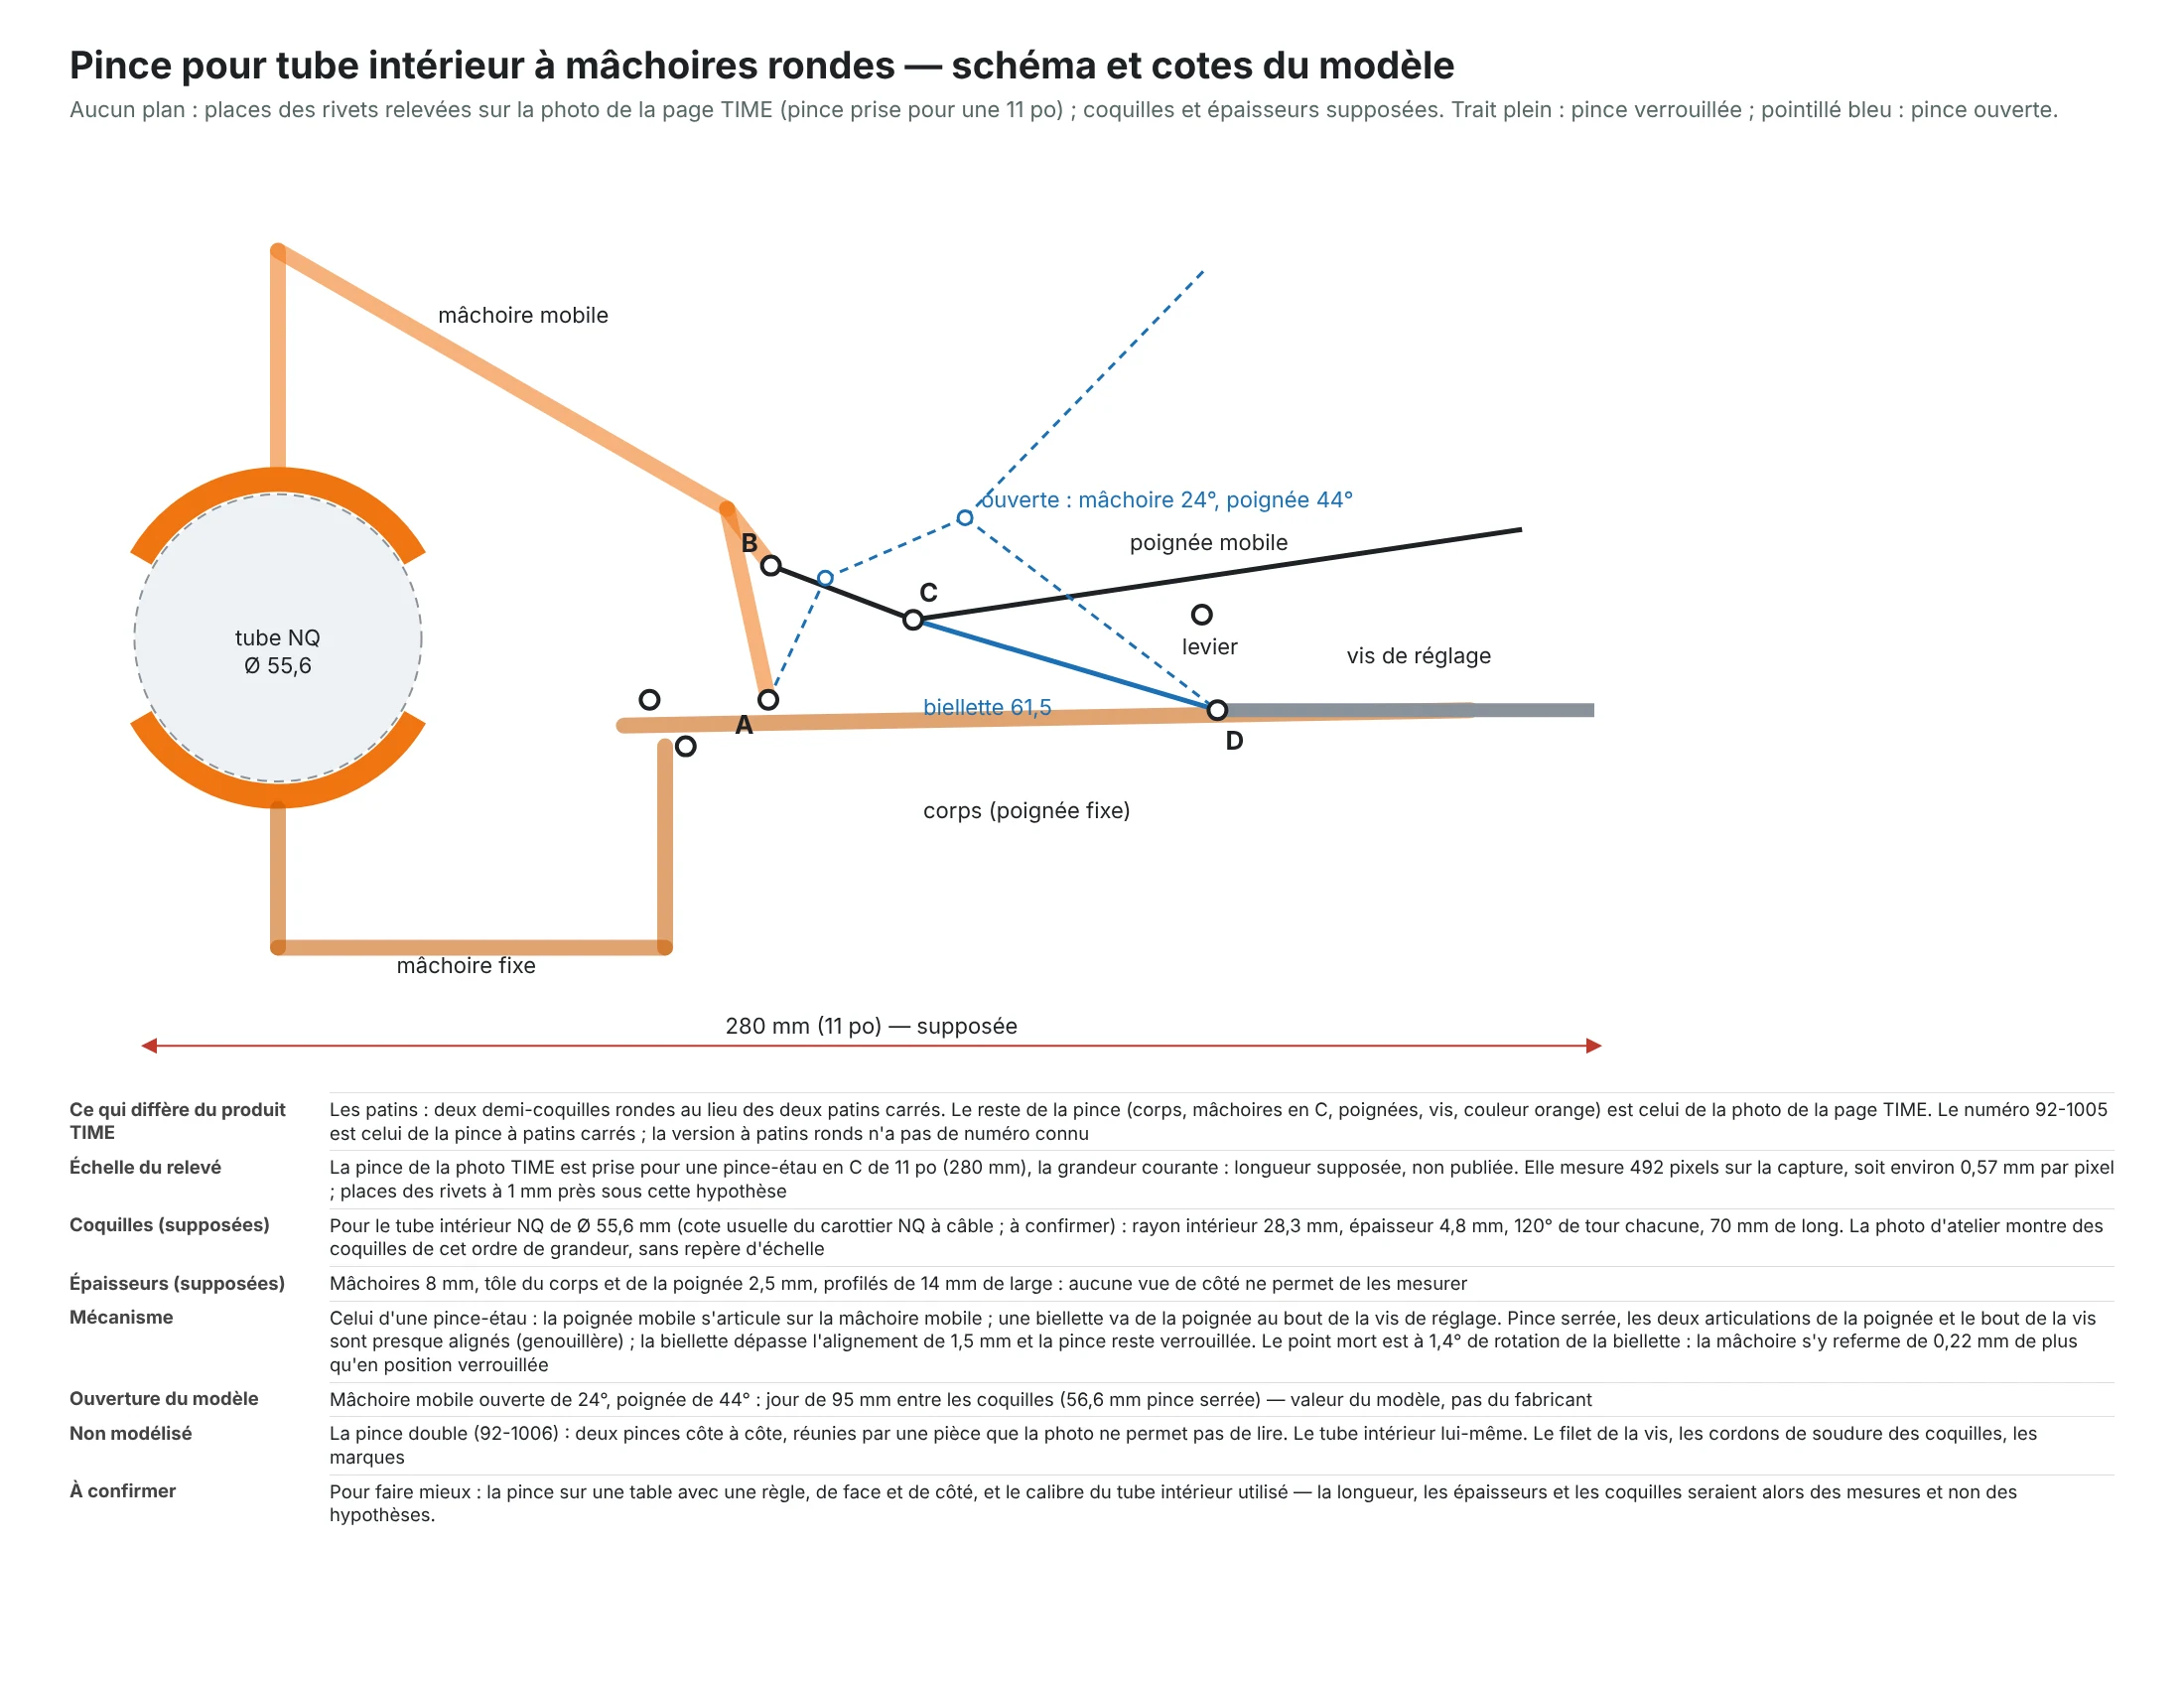 Pince pour tube intérieur à mâchoires rondes — schéma et cotes du modèle
Aucun plan : places des rivets relevées sur la photo de la page TIME (pince prise pour une 11 po) ; coquilles et épaisseurs supposées. Trait plein : pince verrouillée ; pointillé bleu : pince ouverte.
mâchoire mobile
ouverte : mâchoire 24°, poignée 44°
B
poignée mobile
C
tube NQ
Ø 55,6
levier
vis de réglage
biellette 61,5
A
D
corps (poignée fixe)
mâchoire fixe
280 mm (11 po) — supposée
Ce qui diffère du produit
TIME
Les patins : deux demi-coquilles rondes au lieu des deux patins carrés. Le reste de la pince (corps, mâchoires en C, poignées, vis, couleur orange) est celui de la photo de la page TIME. Le numéro 92-1005
est celui de la pince à patins carrés ; la version à patins ronds n'a pas de numéro connu
Échelle du relevé
La pince de la photo TIME est prise pour une pince-étau en C de 11 po (280 mm), la grandeur courante : longueur supposée, non publiée. Elle mesure 492 pixels sur la capture, soit environ 0,57 mm par pixel
; places des rivets à 1 mm près sous cette hypothèse
Coquilles (supposées)
Pour le tube intérieur NQ de Ø 55,6 mm (cote usuelle du carottier NQ à câble ; à confirmer) : rayon intérieur 28,3 mm, épaisseur 4,8 mm, 120° de tour chacune, 70 mm de long. La photo d'atelier montre des
coquilles de cet ordre de grandeur, sans repère d'échelle
Épaisseurs (supposées)
Mâchoires 8 mm, tôle du corps et de la poignée 2,5 mm, profilés de 14 mm de large : aucune vue de côté ne permet de les mesurer
Mécanisme
Celui d'une pince-étau : la poignée mobile s'articule sur la mâchoire mobile ; une biellette va de la poignée au bout de la vis de réglage. Pince serrée, les deux articulations de la poignée et le bout de la vis
sont presque alignés (genouillère) ; la biellette dépasse l'alignement de 1,5 mm et la pince reste verrouillée. Le point mort est à 1,4° de rotation de la biellette : la mâchoire s'y referme de 0,22 mm de plus
qu'en position verrouillée
Ouverture du modèle
Mâchoire mobile ouverte de 24°, poignée de 44° : jour de 95 mm entre les coquilles (56,6 mm pince serrée) — valeur du modèle, pas du fabricant
Non modélisé
La pince double (92-1006) : deux pinces côte à côte, réunies par une pièce que la photo ne permet pas de lire. Le tube intérieur lui-même. Le filet de la vis, les cordons de soudure des coquilles, les
marques
À confirmer
Pour faire mieux : la pince sur une table avec une règle, de face et de côté, et le calibre du tube intérieur utilisé — la longueur, les épaisseurs et les coquilles seraient alors des mesures et non des
hypothèses.